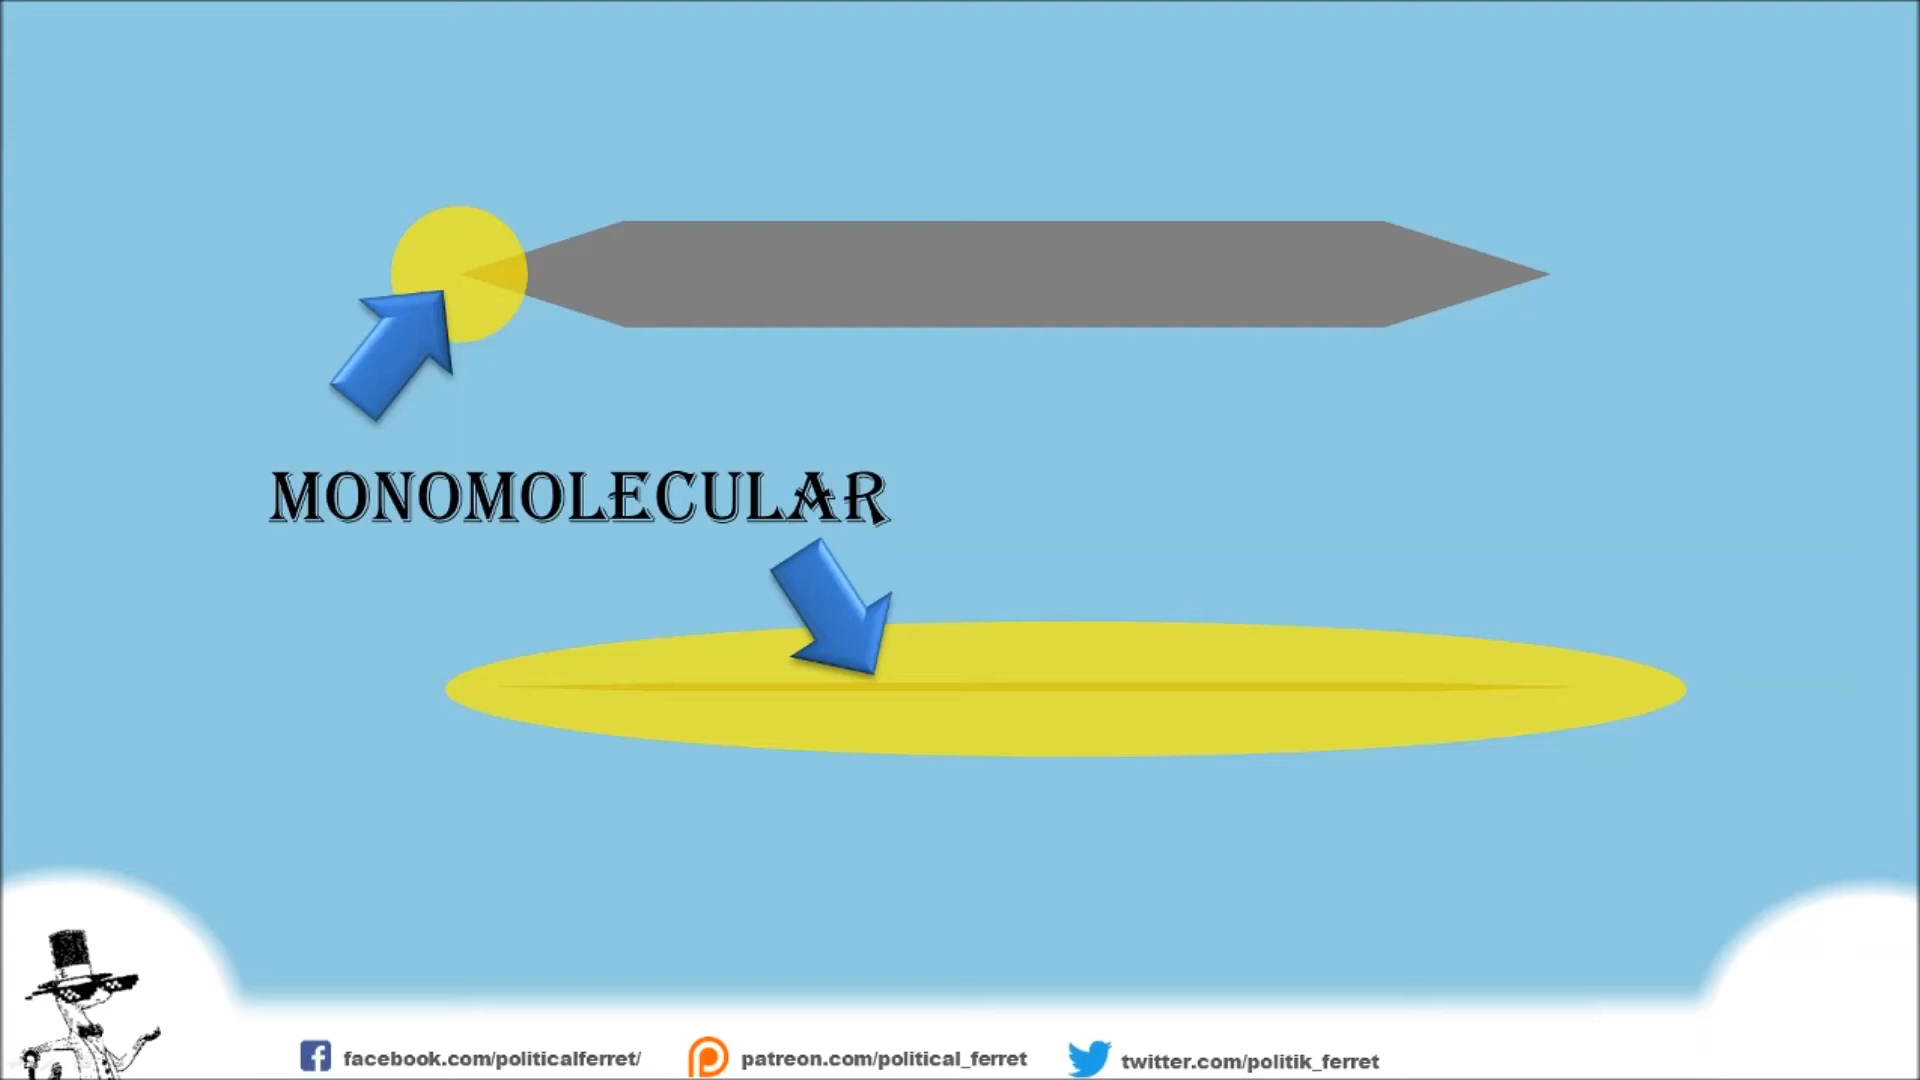 MONOMOLECULAR
facebook.com/politicalferret/
patreon.com/political_ferret
twitter.com/politik_ferret